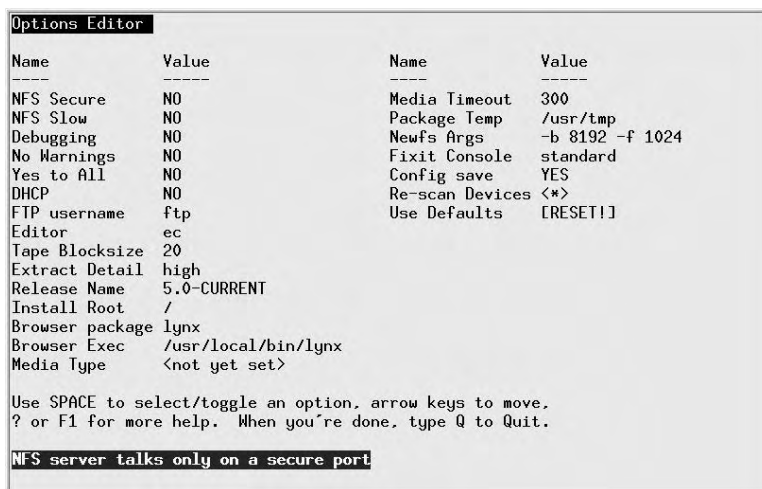 Options Editor
Name Value Name Value
---- ----- ---- -----
NFS Secure NO Media Timeout 300
NFS Slow NO Package Temp /usr/tmp
Debugging NO Newfs Args -b 8192 -f 1024
No Warnings NO Fixit Console standard
Yes to All NO Config save YES
DHCP NO Re-scan Devices <*>
FTP username ftp Use Defaults [RESET!]
Editor ec
Tape Blocksize 20
Extract Detail high
Release Name 5.0-CURRENT
Install Root /
Browser package lynx
Browser Exec /usr/local/bin/lynx
Media Type <not yet set>
Use SPACE to select/toggle an option, arrow keys to move,
? or F1 for more help. When you're done, type Q to Quit.
NFS server talks only on a secure port